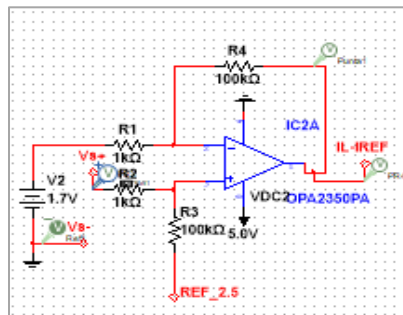 R4
100kΩ
Puntaf
IC2A
R1
1kΩ
IL-IREF
Vs+
R2
1kΩ
V2
1.7V
VDC2
OPA2350PA
Vs-
R3
100kΩ
5.0V
REF_2.5